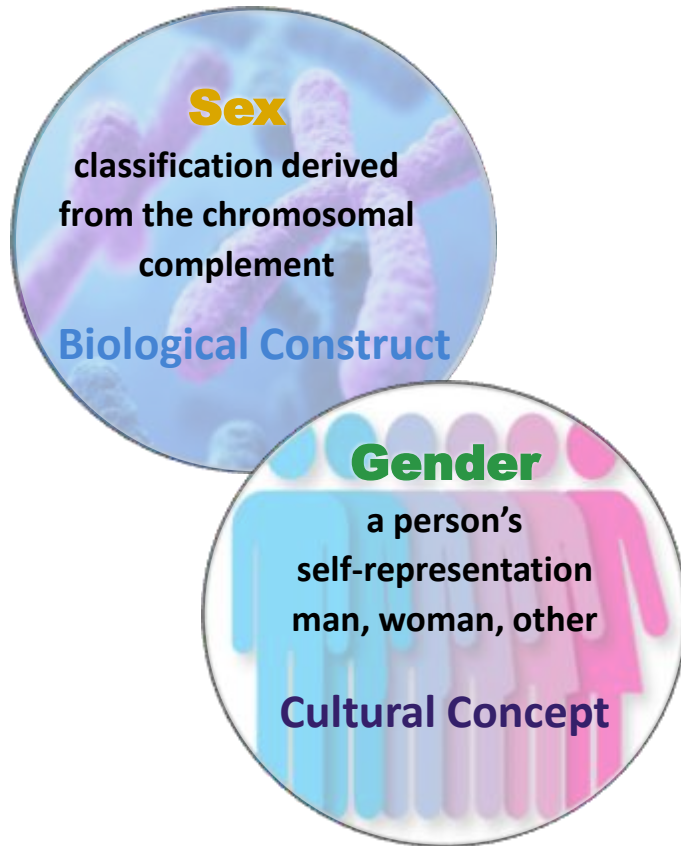 Sex
classification derived
from the chromosomal
complement
Biological Construct
Gender
a person’s
self-representation
man, woman, other
Cultural Concept